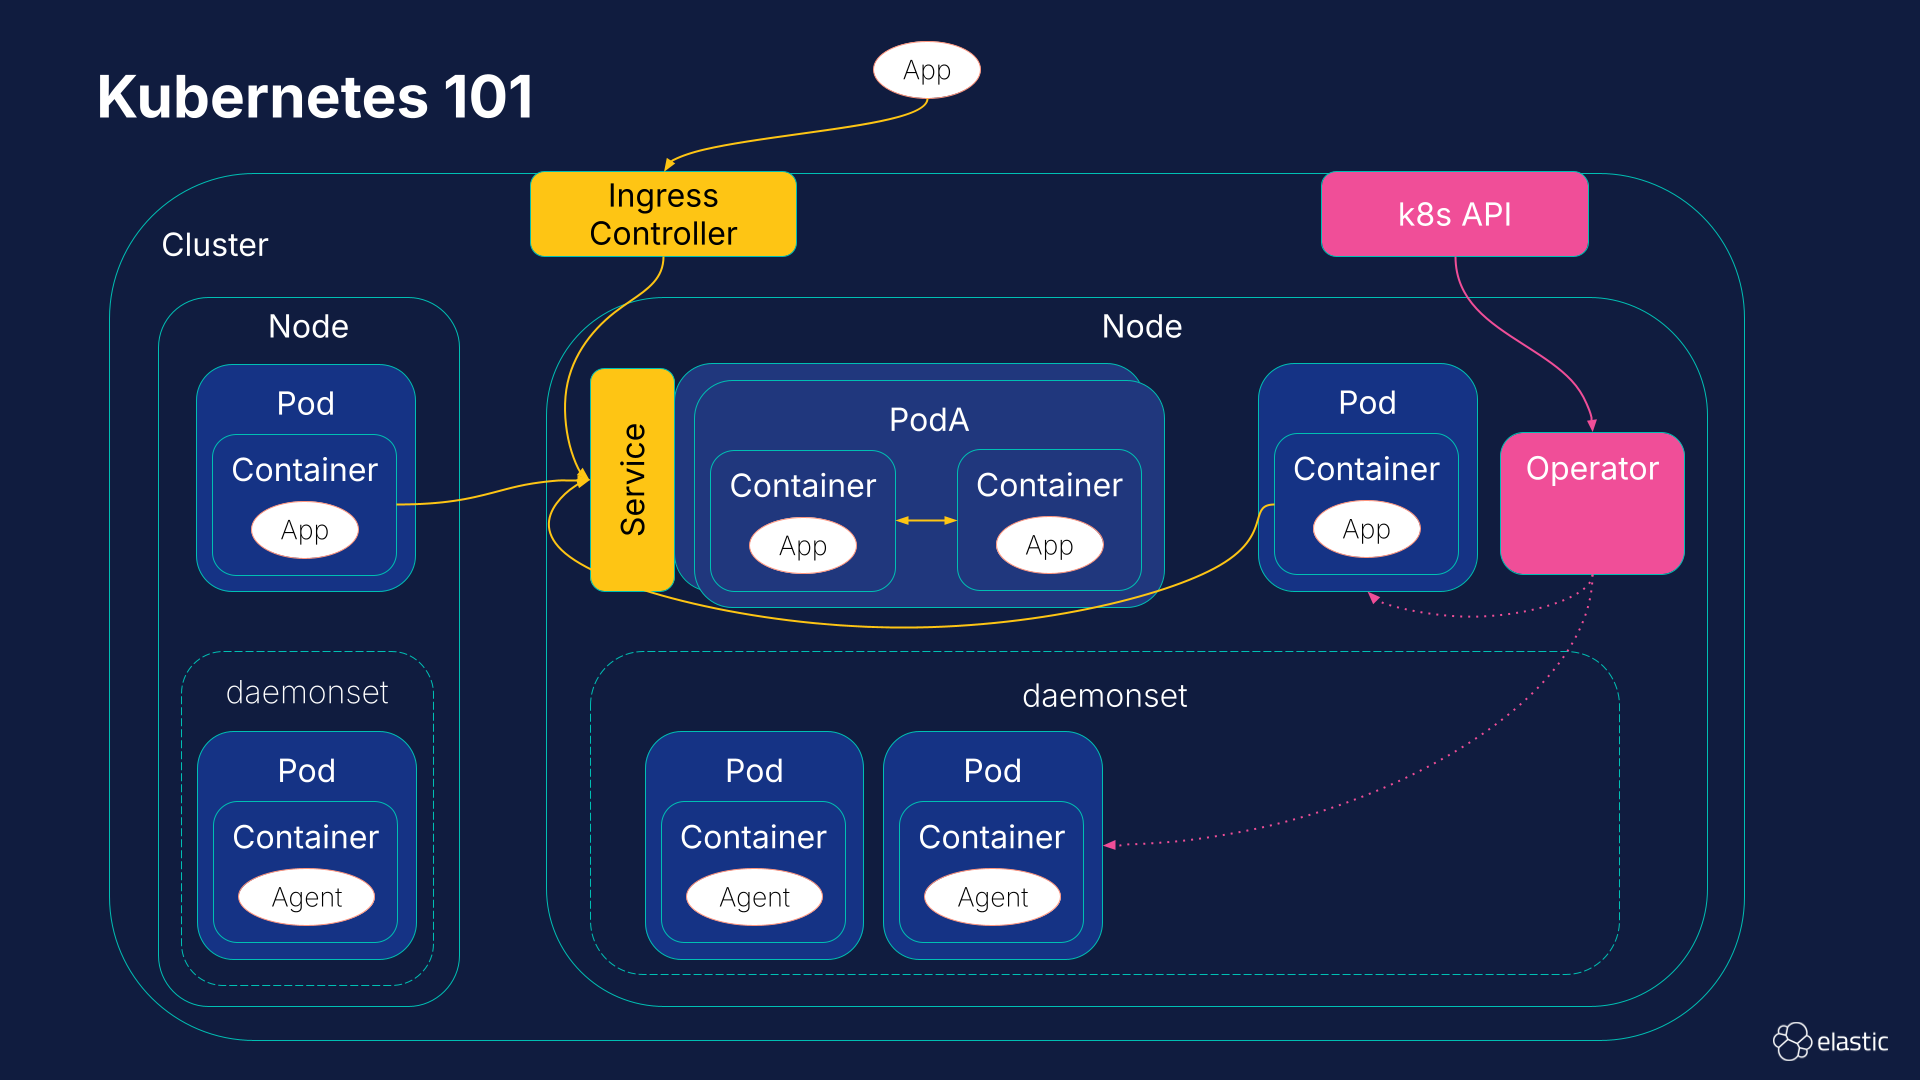 App
Kubernetes 101
Ingress
Controller
k8s API
Cluster
Node
Node
Pod
Container
App
Service
PodA
Container
App
Container
App
Pod
Container
App
Operator
daemonset
Pod
Container
Agent
daemonset
Pod
Container
Agent
Pod
Container
Agent
elastic